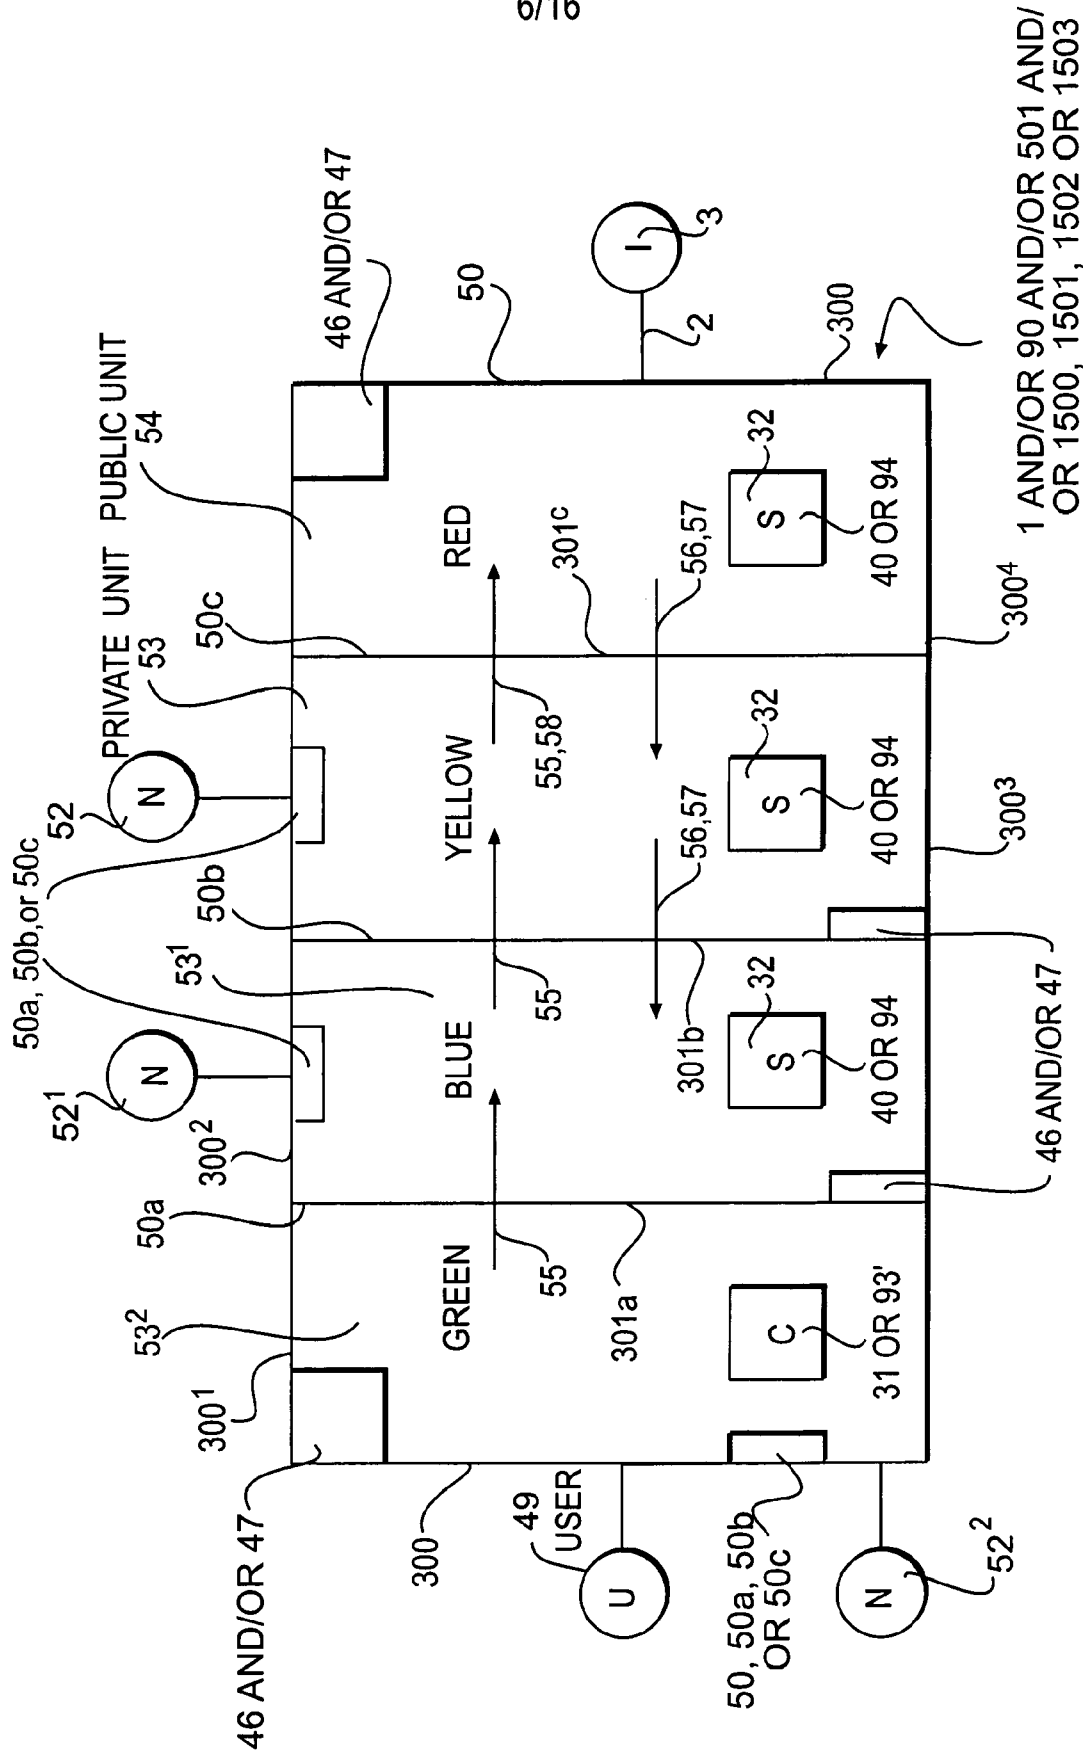 6/16
50a, 50b,or 50c
52¹
N
52
N
PRIVATE UNIT
53
PUBLIC UNIT
54
46 AND/OR 47
300¹
53²
50a
300²
53¹
50b
50c
46 AND/OR 47
50
300
GREEN
BLUE
YELLOW
RED
49
USER
U
55
55
55,58
2
I
3
301a
301b
56,57
301c
56,57
300
50, 50a, 50b
OR 50c
C
31 OR 93'
S
32
40 OR 94
S
32
40 OR 94
S
32
40 OR 94
N
52²
46 AND/OR 47
300³
300⁴
1 AND/OR 90 AND/OR 501 AND/
OR 1500, 1501, 1502 OR 1503